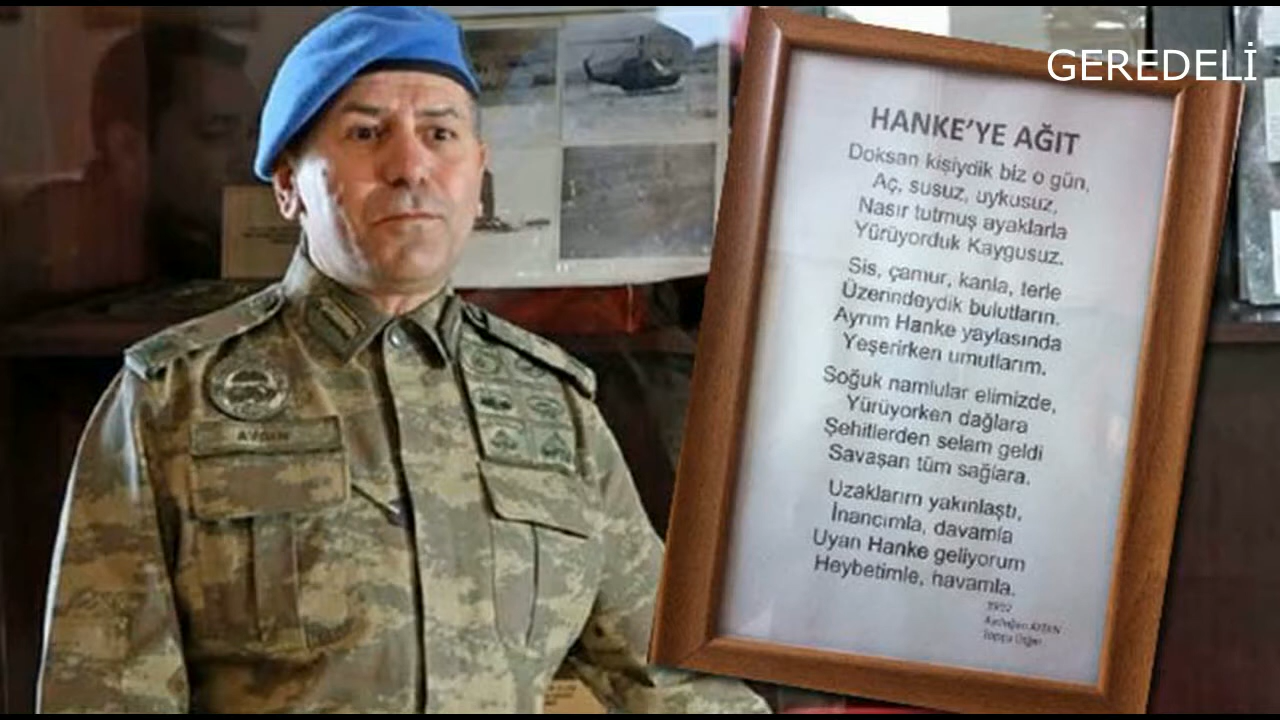 GEREDELİ
HANKE'YE AĞIT
Doksan kişiydik biz o gün,
Aç, susuz, uykusuz,
Nasır tutmuş ayaklarla
Yürüyorduk Kaygusuz.
Sis, çamur, kanla, terle
Üzerindeydik bulutların.
Ayrım Hanke yaylasında
Yeşerirken umutlarım.
Soğuk namlular elimizde,
Yürüyorken dağlara
Şehitlerden selam geldi
Savaşan tüm sağlara.
Uzaklarım yakınlaştı,
İnancımla, davamla
Uyan Hanke geliyorum
Heybetimle, havamla.
Aydoğan AYDIN